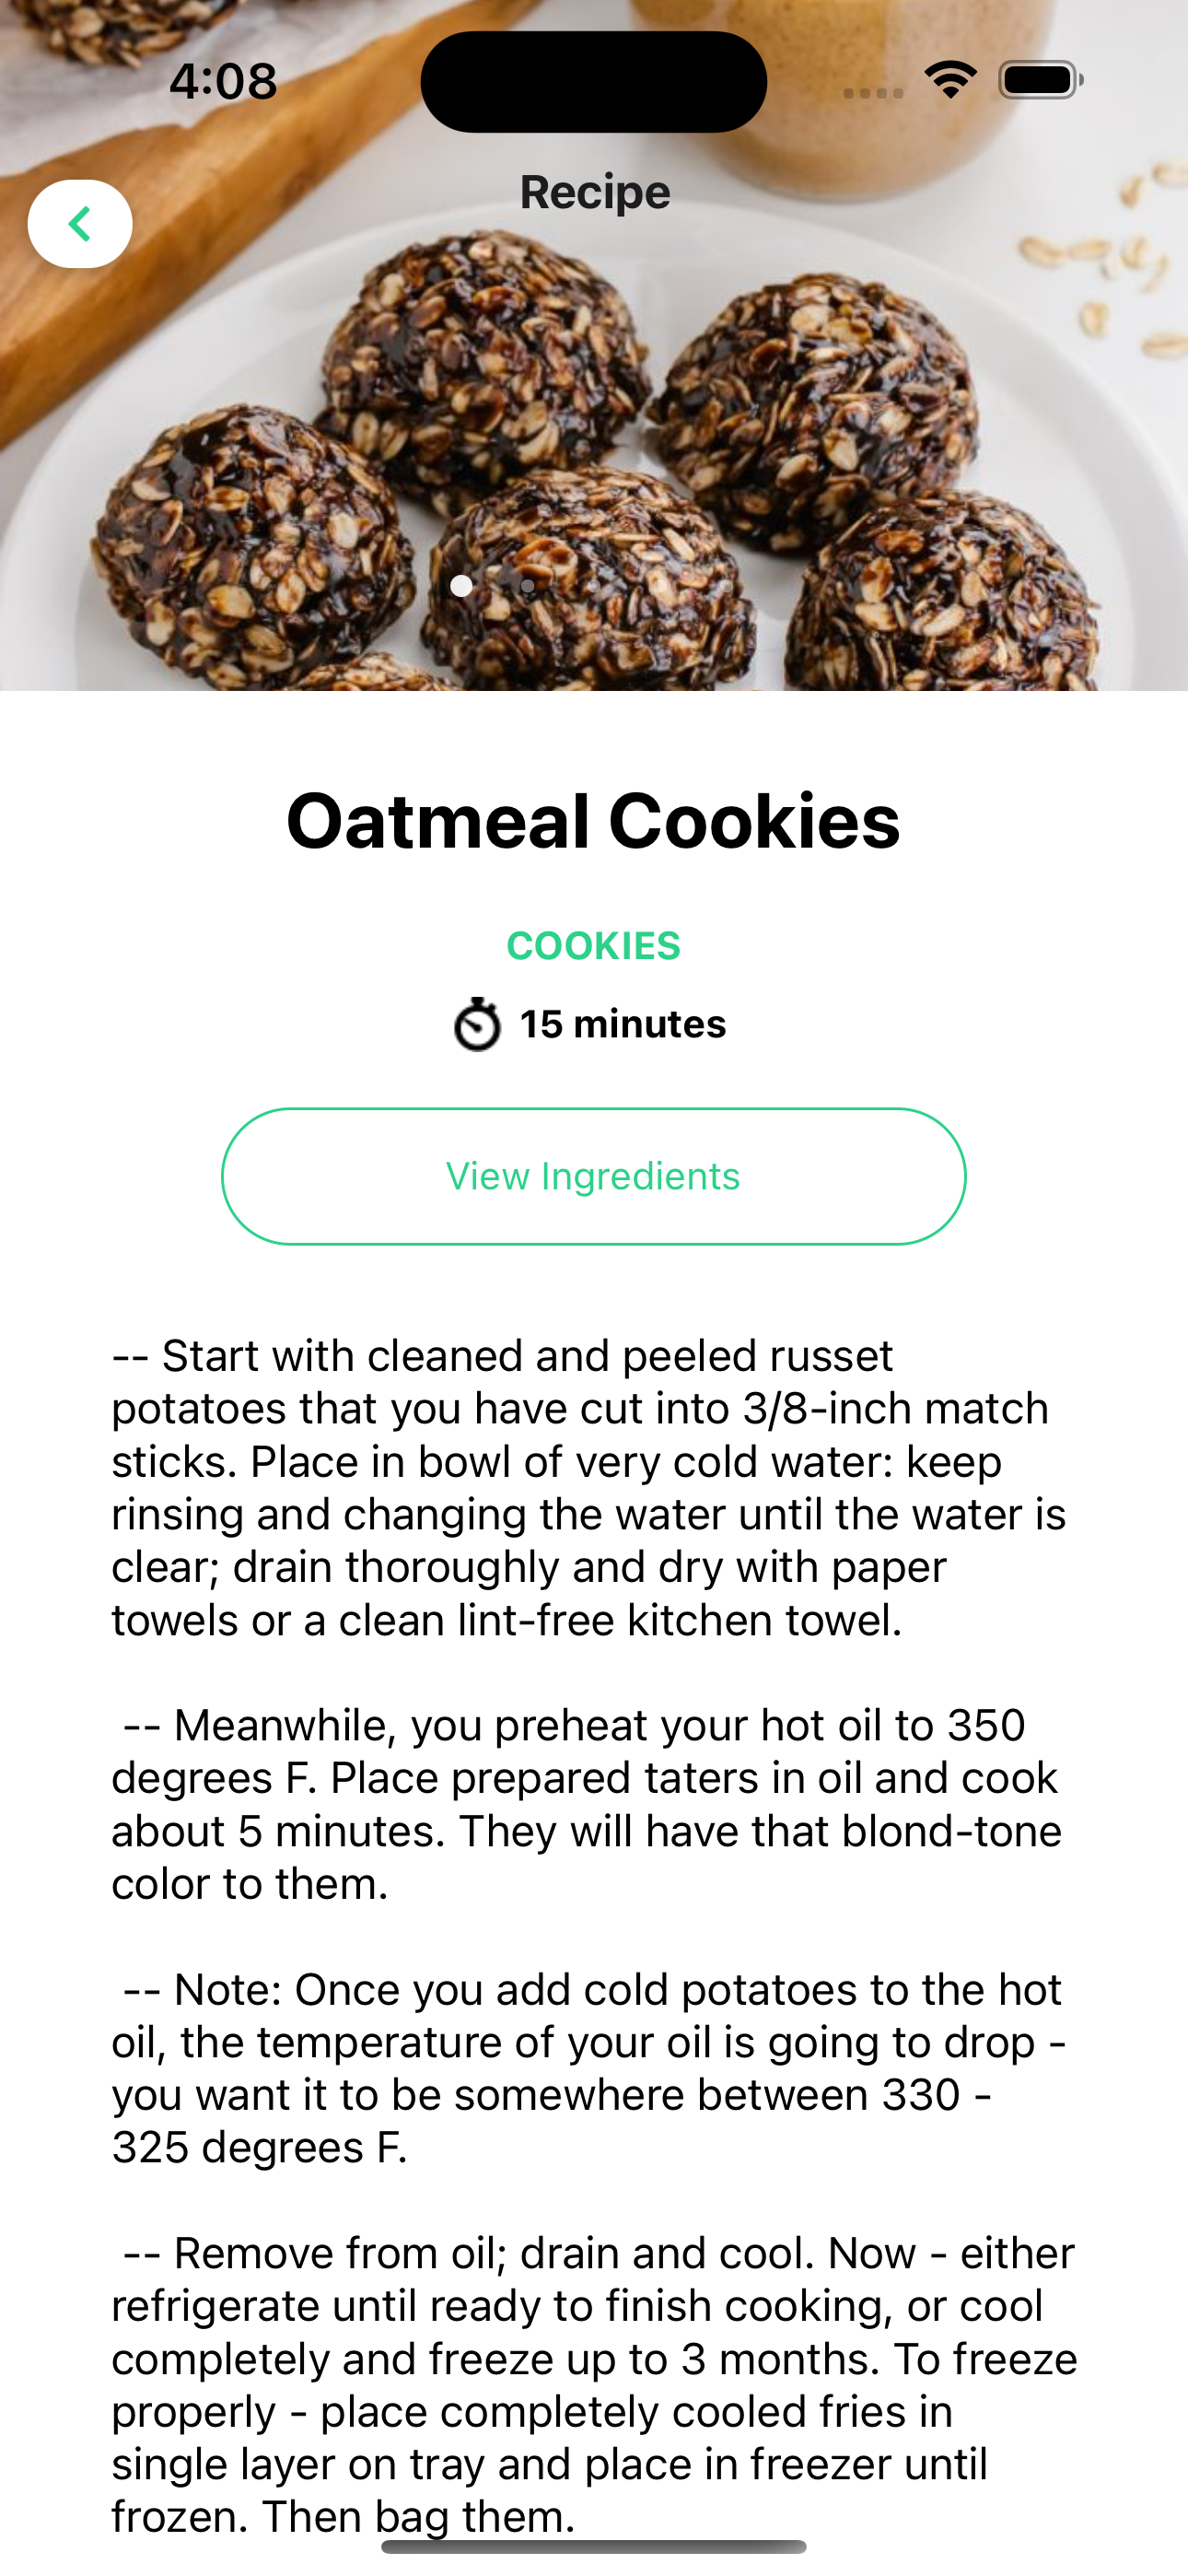 4:08
Recipe
Oatmeal Cookies
COOKIES
15 minutes
View Ingredients
-- Start with cleaned and peeled russet
potatoes that you have cut into 3/8-inch match
sticks. Place in bowl of very cold water: keep
rinsing and changing the water until the water is
clear; drain thoroughly and dry with paper
towels or a clean lint-free kitchen towel.
-- Meanwhile, you preheat your hot oil to 350
degrees F. Place prepared taters in oil and cook
about 5 minutes. They will have that blond-tone
color to them.
-- Note: Once you add cold potatoes to the hot
oil, the temperature of your oil is going to drop -
you want it to be somewhere between 330 -
325 degrees F.
-- Remove from oil; drain and cool. Now - either
refrigerate until ready to finish cooking, or cool
completely and freeze up to 3 months. To freeze
properly - place completely cooled fries in
single layer on tray and place in freezer until
frozen. Then bag them.